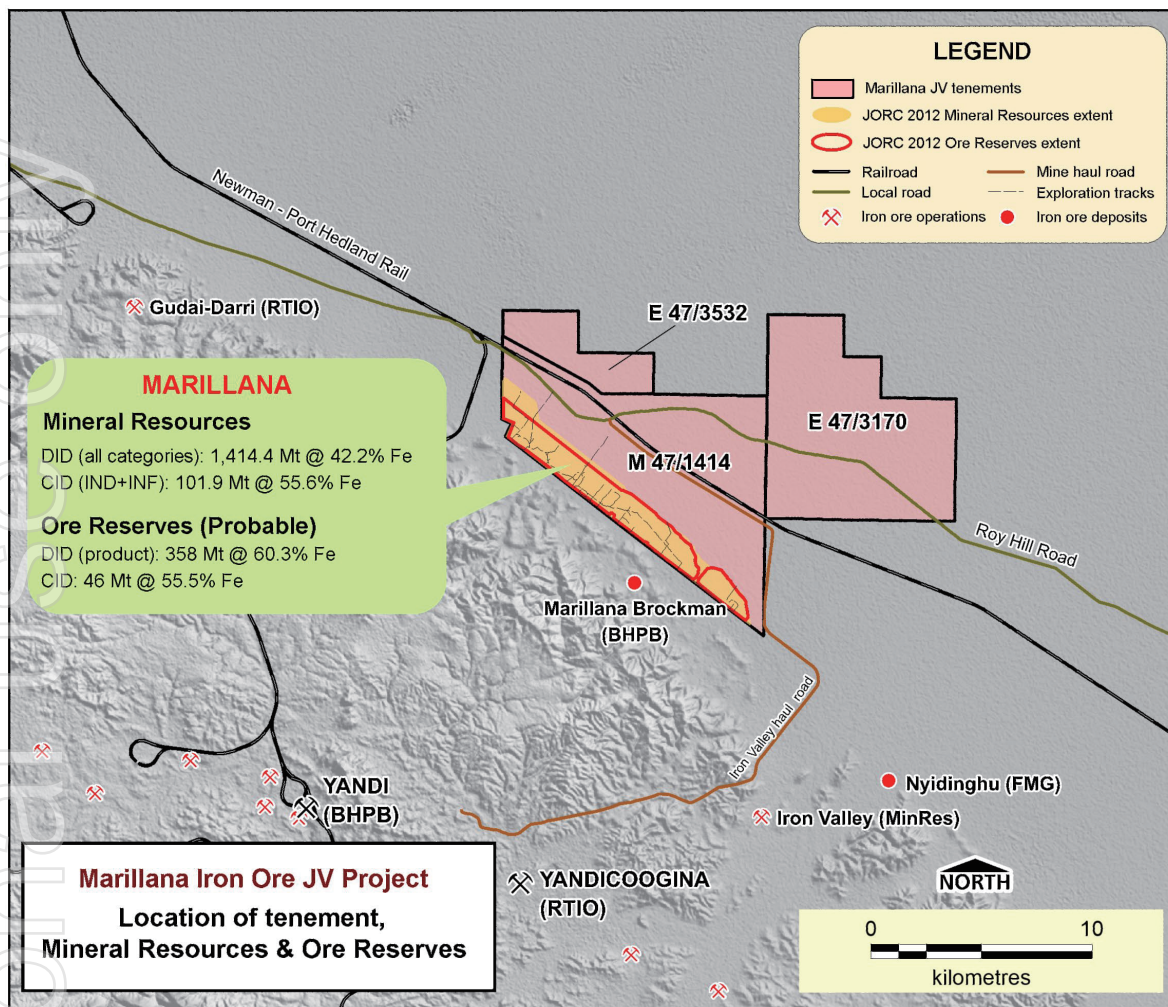 LEGEND
Marillana JV tenements
JORC 2012 Mineral Resources extent
JORC 2012 Ore Reserves extent
Railroad
Mine haul road
Local road
Exploration tracks
Iron ore operations
Iron ore deposits
Newman - Port Hedland Rail
Gudai-Darri (RTIO)
E 47/3532
E 47/3170
M 47/1414
MARILLANA
Mineral Resources
DID (all categories): 1,414.4 Mt @ 42.2% Fe
CID (IND+INF): 101.9 Mt @ 55.6% Fe
Ore Reserves (Probable)
DID (product): 358 Mt @ 60.3% Fe
CID: 46 Mt @ 55.5% Fe
Roy Hill Road
Marillana Brockman
(BHPB)
Iron Valley haul road
Nyidinghu (FMG)
YANDI
(BHPB)
Iron Valley (MinRes)
YANDICOOGINA
(RTIO)
NORTH
Marillana Iron Ore JV Project
Location of tenement,
Mineral Resources & Ore Reserves
0 10
kilometres